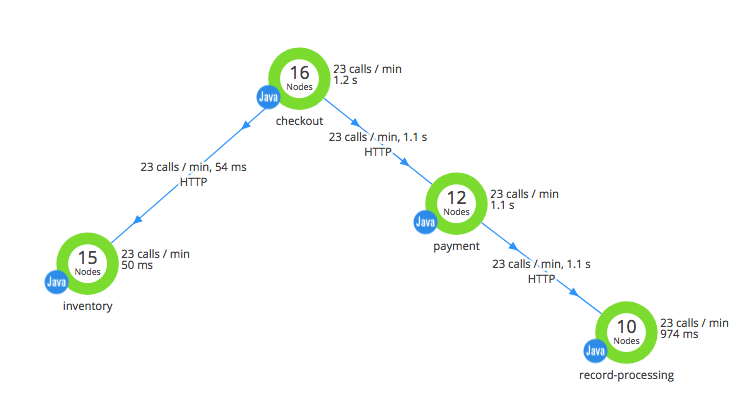 16
Nodes
Java
23 calls / min
1.2 s
checkout
23 calls / min, 54 ms
HTTP
23 calls / min, 1.1 s
HTTP
12
Nodes
Java
23 calls / min
1.1 s
payment
15
Nodes
Java
23 calls / min
50 ms
inventory
23 calls / min, 1.1 s
HTTP
10
Nodes
Java
23 calls / min
974 ms
record-processing